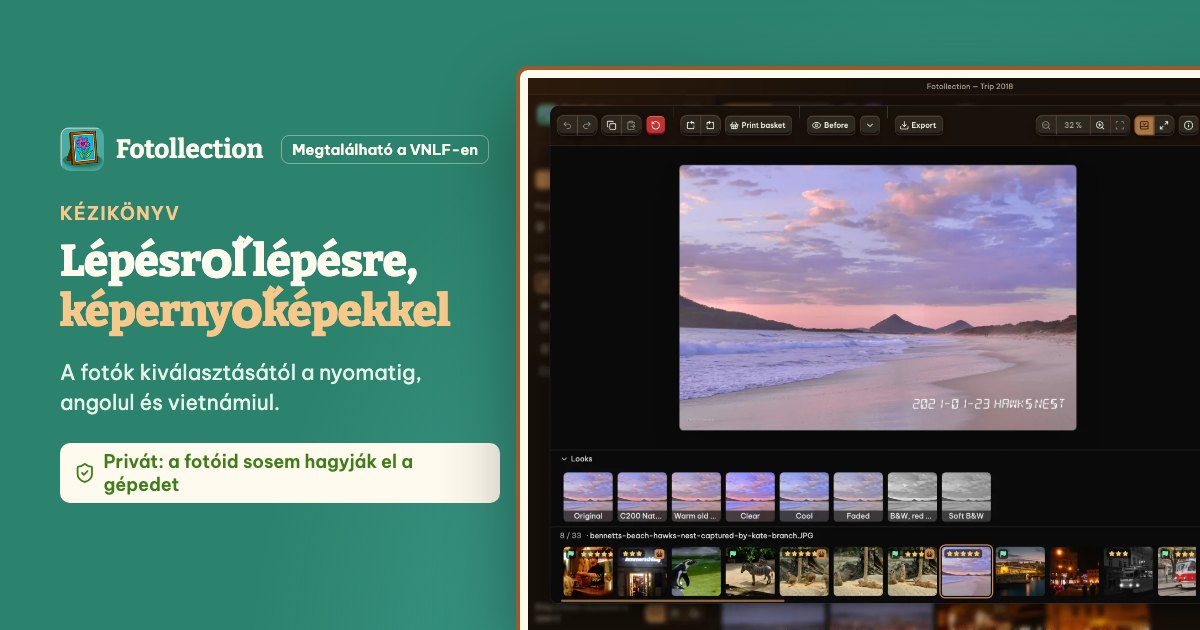 Fotollection
Megtalálható a VNLF-en
KÉZIKÖNYV
Lépésről lépésre,
képernyőképekkel
A fotók kiválasztásától a nyomatig,
angolul és vietnámiul.
Privát: a fotóid sosem hagyják el a
gépedet
Fotollection — Trip 2018
Print basket
Before
Export
32 %
2021-01-23 HAWKS NEST
Looks
Original
C200 Nat...
Warm old ...
Clear
Cool
Faded
B&W, red ...
Soft B&W
8 / 33 · bennetts-beach-hawks-nest-captured-by-kate-branch.JPG